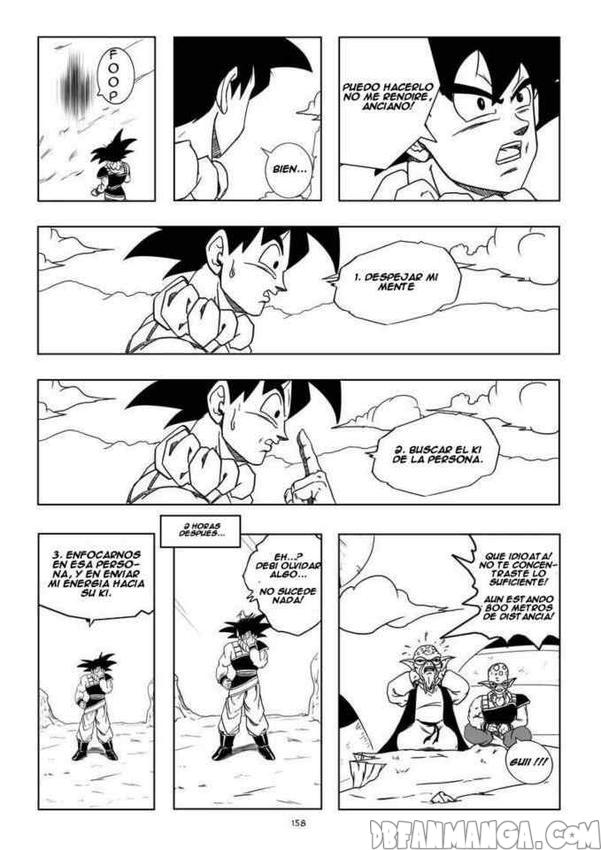 FOOP
BIEN...
PUEDO HACERLO
NO ME RENDIRE,
ANCIANO!
1. DESPEJAR MI
MENTE
2. BUSCAR EL KI
DE LA PERSONA.
3. ENFOCARNOS
EN ESA PERSO-
NA, Y EN ENVIAR
MI ENERGIA HACIA
SU KI.
2 HORAS
DESPUÉS...
EH...?
DEBI OLVIDAR
ALGO...
NO SUCEDE
NADA!
QUE IDIOATA!
NO TE CONCEN-
TRASTE LO
SUFICIENTE!
AUN ESTANDO
800 METROS
DE DISTANCIA!
GUII !!!
158
DBFANMANGA.COM